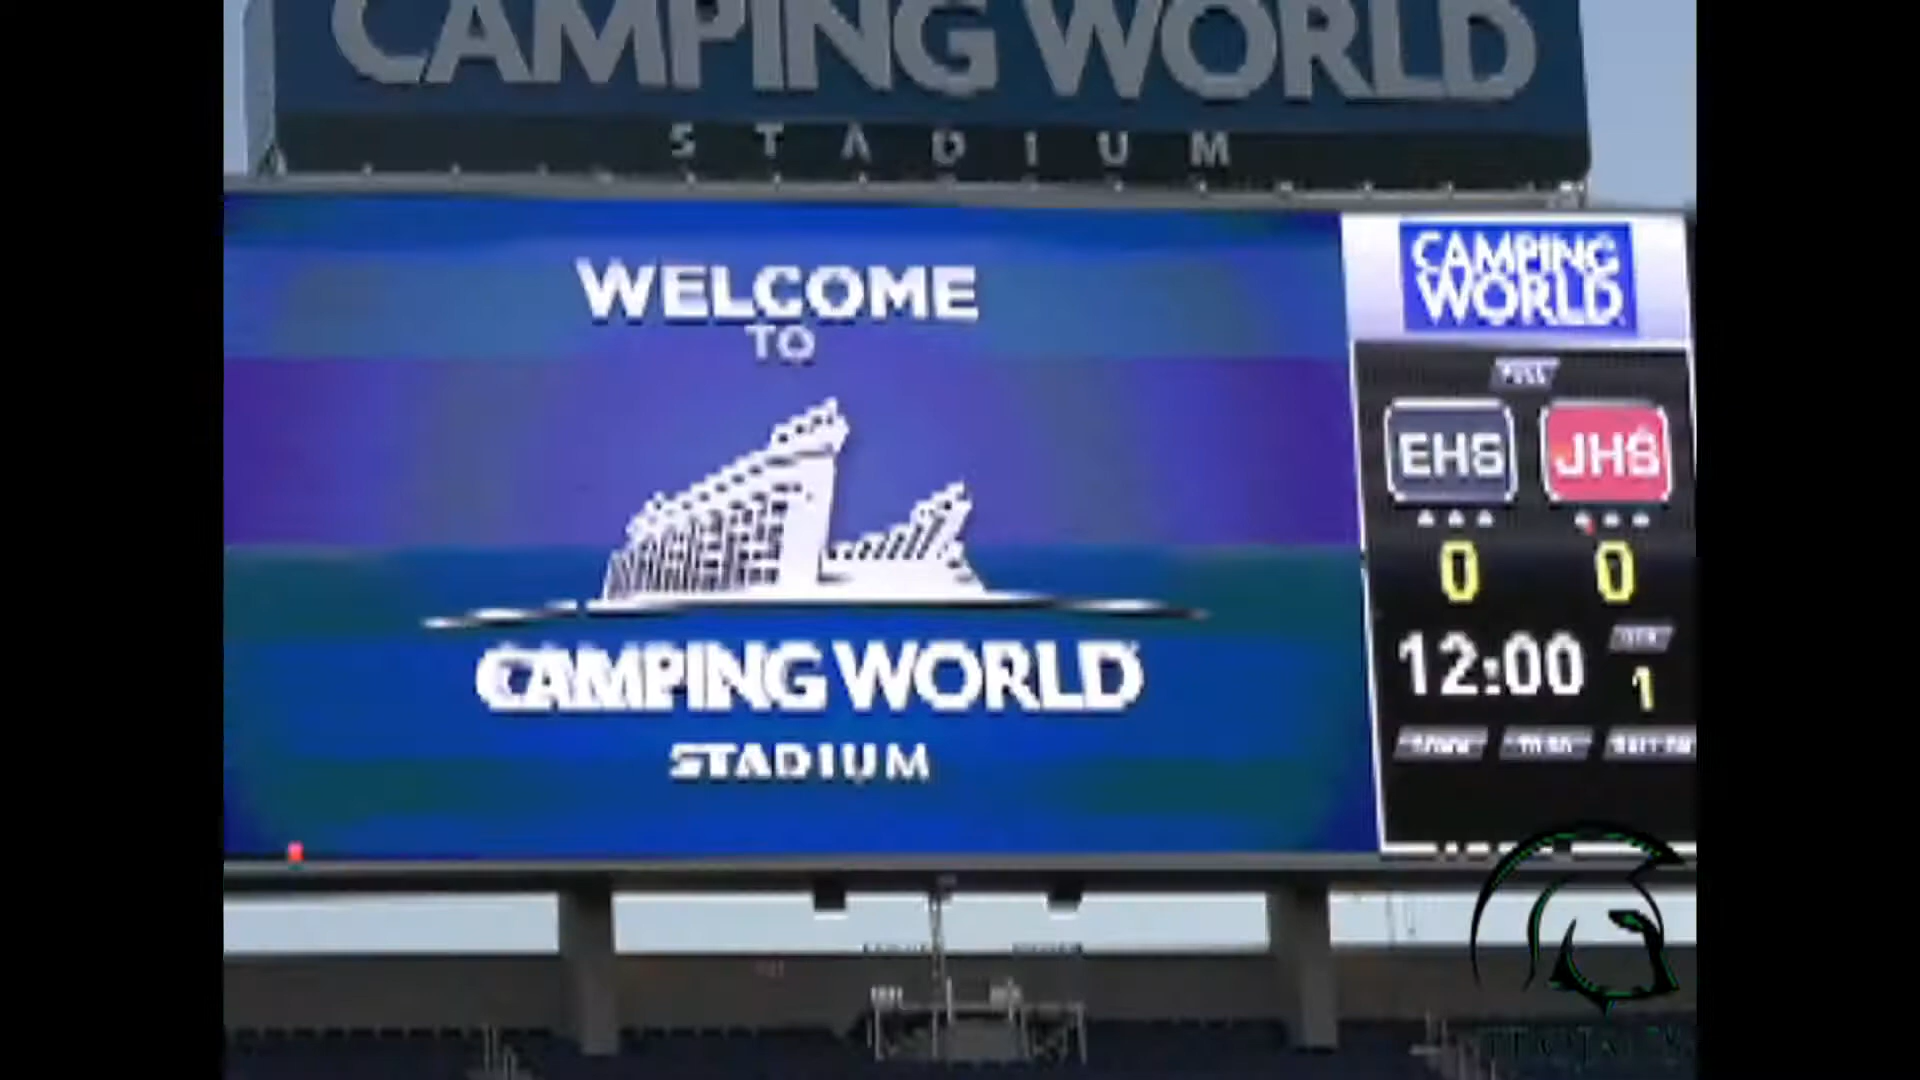 CAMPING WORLD
STADIUM
WELCOME
TO
CAMPING WORLD
STADIUM
CAMPING
WORLD
EHS JHS
0 0
12:00
1